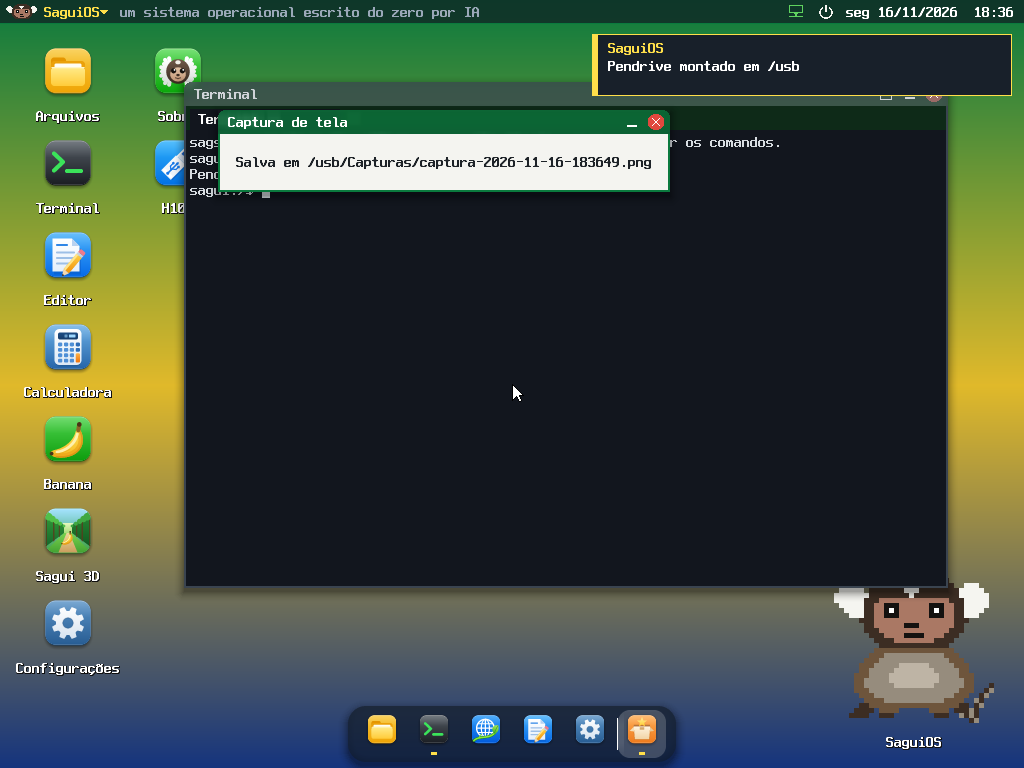 SaguiOS um sistema operacional escrito do zero por IA
seg 16/11/2026 18:36
SaguiOS
Pendrive montado em /usb
Arquivos
Terminal
Editor
Calculadora
Banana
Sagui 3D
Configurações
Terminal
Captura de tela
Salva em /usb/Capturas/captura-2026-11-16-183649.png
os comandos.
SaguiOS